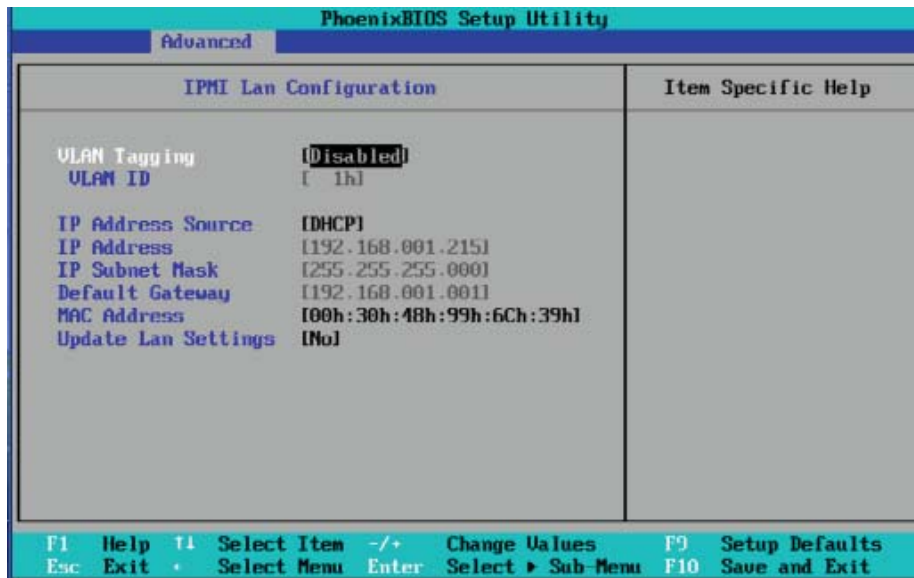 PhoenixBIOS Setup Utility
Advanced
IPMI Lan Configuration
Item Specific Help
VLAN Tagging [Disabled]
VLAN ID [ 1h]
IP Address Source [DHCP]
IP Address [192.168.001.215]
IP Subnet Mask [255.255.255.000]
Default Gateway [192.168.001.001]
MAC Address [00h:30h:48h:99h:6Ch:39h]
Update Lan Settings [No]
F1 Help ↑↓ Select Item -/+ Change Values F9 Setup Defaults
Esc Exit Select Menu Enter Select ▶ Sub-Menu F10 Save and Exit